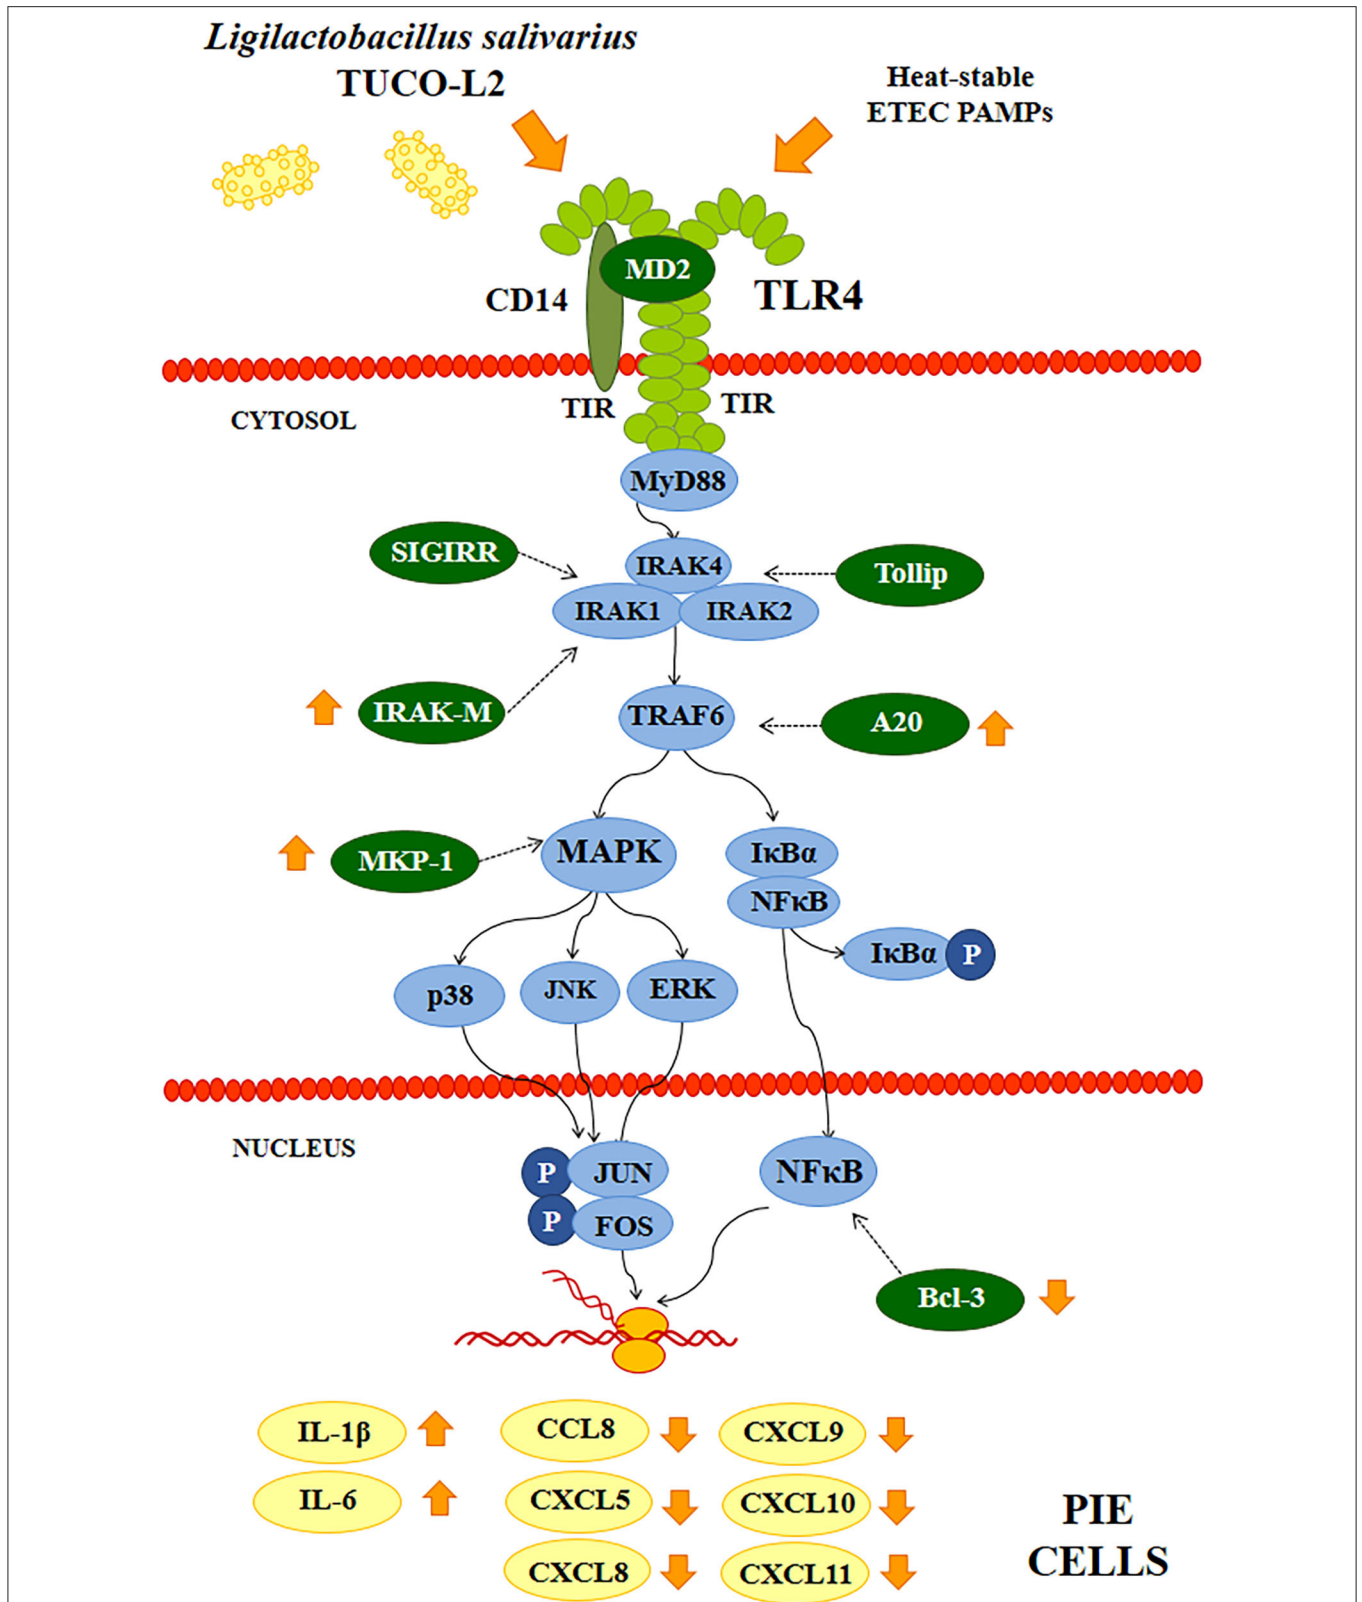 Ligilactobacillus salivarius
TUCO-L2
Heat-stable
ETEC PAMPs
MD2
CD14
TLR4
TIR
TIR
CYTOSOL
MyD88
SIGIRR
IRAK4
Tollip
IRAK1
IRAK2
IRAK-M
TRAF6
A20
MKP-1
MAPK
IκBα
NFκB
IκBα
P
p38
JNK
ERK
NUCLEUS
P
JUN
NFκB
P
FOS
Bcl-3
IL-1β
CCL8
CXCL9
IL-6
CXCL5
CXCL10
CXCL8
CXCL11
PIE
CELLS